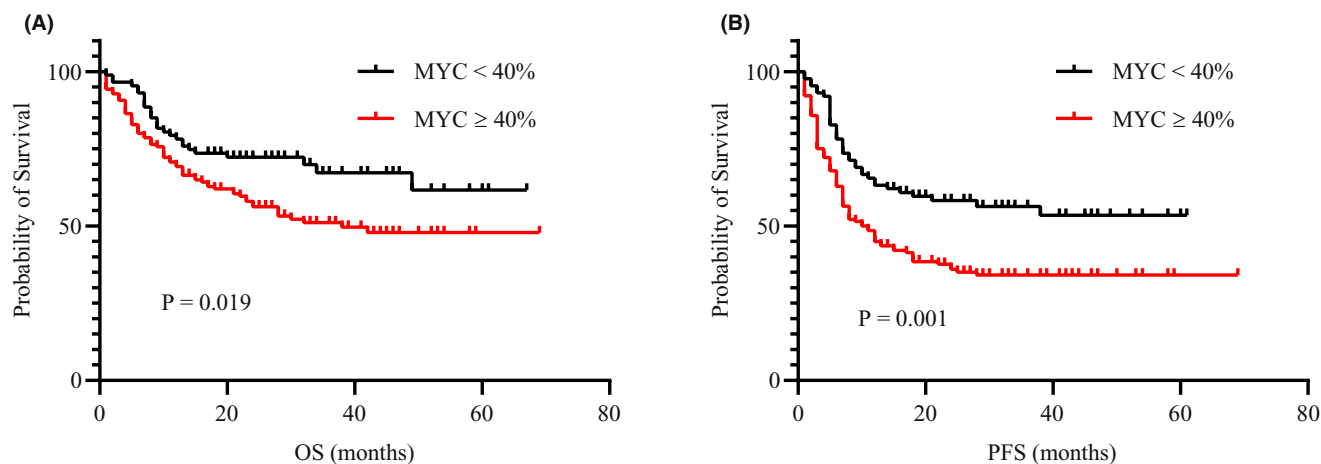 (A)
Probability of Survival
100
50
0
MYC < 40%
MYC ≥ 40%
P = 0.019
0 20 40 60 80
OS (months)
(B)
Probability of Survival
100
50
0
MYC < 40%
MYC ≥ 40%
P = 0.001
0 20 40 60 80
PFS (months)